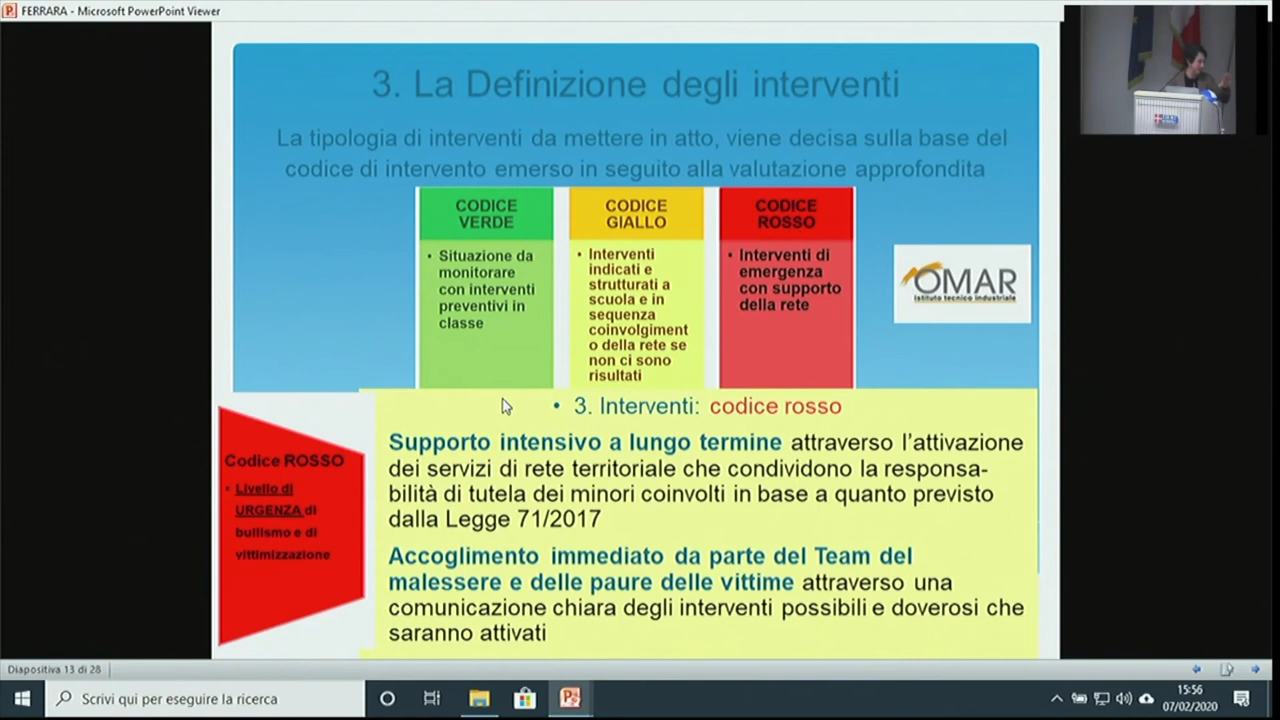 FERRARA - Microsoft PowerPoint Viewer
3. La Definizione degli interventi
La tipologia di interventi da mettere in atto, viene decisa sulla base del
codice di intervento emerso in seguito alla valutazione approfondita
CODICE
VERDE
• Situazione da
monitorare
con interventi
preventivi in
classe
CODICE
GIALLO
• Interventi
indicati e
strutturati a
scuola e in
sequenza
coinvolgiment
o della rete se
non ci sono
risultati
CODICE
ROSSO
• Interventi di
emergenza
con supporto
della rete
OMAR
istituto tecnico industriale
Codice ROSSO
• Livello di
URGENZA di
bullismo e di
vittimizzazione
• 3. Interventi: codice rosso
Supporto intensivo a lungo termine attraverso l'attivazione
dei servizi di rete territoriale che condividono la responsa-
bilità di tutela dei minori coinvolti in base a quanto previsto
dalla Legge 71/2017
Accoglimento immediato da parte del Team del
malessere e delle paure delle vittime attraverso una
comunicazione chiara degli interventi possibili e doverosi che
saranno attivati
Diapositiva 13 di 28
Scrivi qui per eseguire la ricerca
15:56
07/02/2020